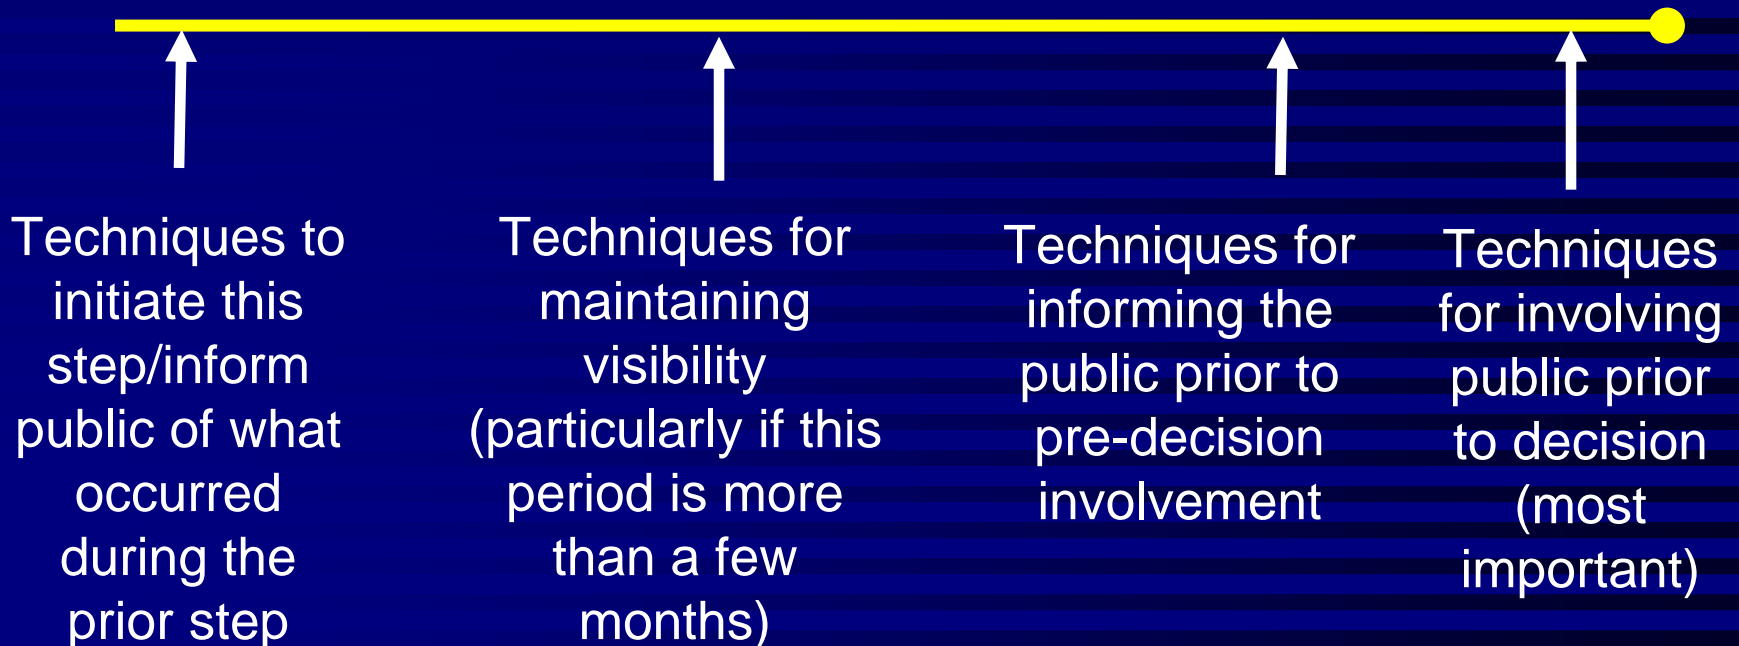 Techniques to
initiate this
step/inform
public of what
occurred
during the
prior step
Techniques for
maintaining
visibility
(particularly if this
period is more
than a few
months)
Techniques for
informing the
public prior to
pre-decision
involvement
Techniques
for involving
public prior
to decision
(most
important)